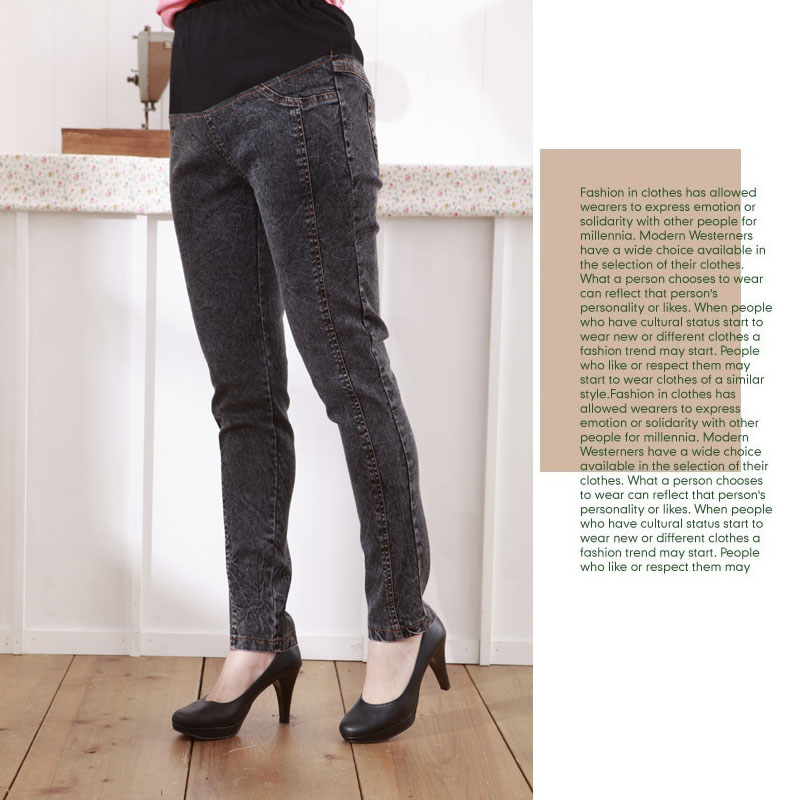 Fashion in clothes has allowed
wearers to express emotion or
solidarity with other people for
millennia. Modern Westerners
have a wide choice available in
the selection of their clothes.
What a person chooses to wear
can reflect that person's
personality or likes. When people
who have cultural status start to
wear new or different clothes a
fashion trend may start. People
who like or respect them may
start to wear clothes of a similar
style.Fashion in clothes has
allowed wearers to express
emotion or solidarity with other
people for millennia. Modern
Westerners have a wide choice
available in the selection of their
clothes. What a person chooses
to wear can reflect that person's
personality or likes. When people
who have cultural status start to
wear new or different clothes a
fashion trend may start. People
who like or respect them may